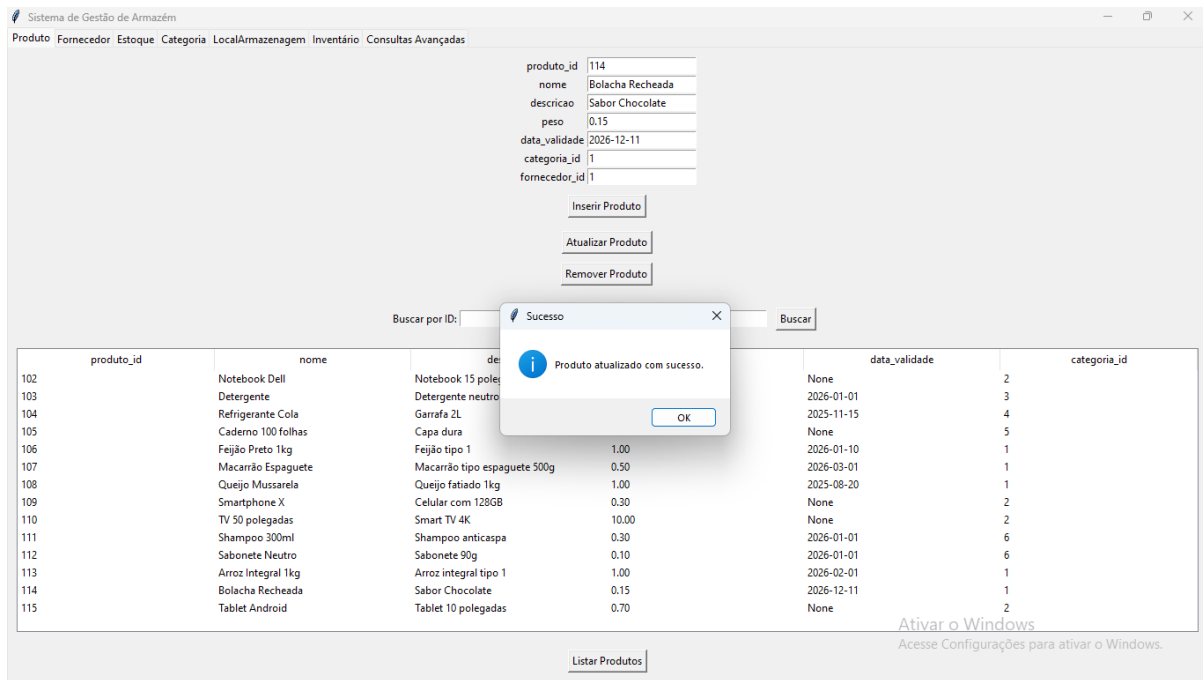 Sistema de Gestão de Armazém
Produto Fornecedor Estoque Categoria LocalArmazenagem Inventário Consultas Avançadas
produto_id 114
nome Bolacha Recheada
descricao Sabor Chocolate
peso 0.15
data_validade 2026-12-11
categoria_id 1
fornecedor_id 1
Inserir Produto
Atualizar Produto
Remover Produto
Buscar por ID: Buscar
Sucesso
Produto atualizado com sucesso.
OK
produto_id nome des data_validade categoria_id
102 Notebook Dell Notebook 15 poleg None 2
103 Detergente Detergente neutro 2026-01-01 3
104 Refrigerante Cola Garrafa 2L 2025-11-15 4
105 Caderno 100 folhas Capa dura None 5
106 Feijão Preto 1kg Feijão tipo 1 1.00 2026-01-10 1
107 Macarrão Espaguete Macarrão tipo espaguete 500g 0.50 2026-03-01 1
108 Queijo Mussarela Queijo fatiado 1kg 1.00 2025-08-20 1
109 Smartphone X Celular com 128GB 0.30 None 2
110 TV 50 polegadas Smart TV 4K 10.00 None 2
111 Shampoo 300ml Shampoo anticaspa 0.30 2026-01-01 6
112 Sabonete Neutro Sabonete 90g 0.10 2026-01-01 6
113 Arroz Integral 1kg Arroz integral tipo 1 1.00 2026-02-01 1
114 Bolacha Recheada Sabor Chocolate 0.15 2026-12-11 1
115 Tablet Android Tablet 10 polegadas 0.70 None 2
Ativar o Windows
Acesse Configurações para ativar o Windows.
Listar Produtos